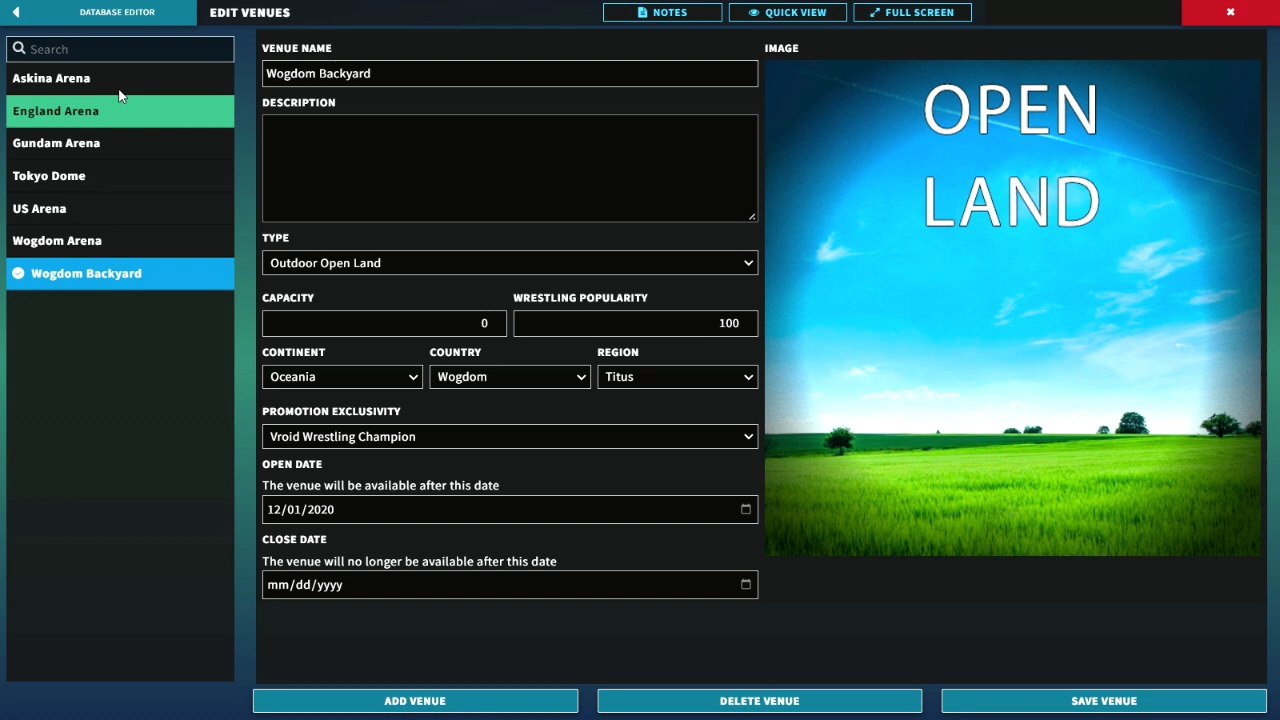 DATABASE EDITOR
EDIT VENUES
NOTES
QUICK VIEW
FULL SCREEN
Search
Askina Arena
England Arena
Gundam Arena
Tokyo Dome
US Arena
Wogdom Arena
Wogdom Backyard
VENUE NAME
Wogdom Backyard
DESCRIPTION
TYPE
Outdoor Open Land
CAPACITY
WRESTLING POPULARITY
0
100
CONTINENT
COUNTRY
REGION
Oceania
Wogdom
Titus
PROMOTION EXCLUSIVITY
Vroid Wrestling Champion
OPEN DATE
The venue will be available after this date
12/01/2020
CLOSE DATE
The venue will no longer be available after this date
mm/dd/yyyy
IMAGE
OPEN
LAND
ADD VENUE
DELETE VENUE
SAVE VENUE